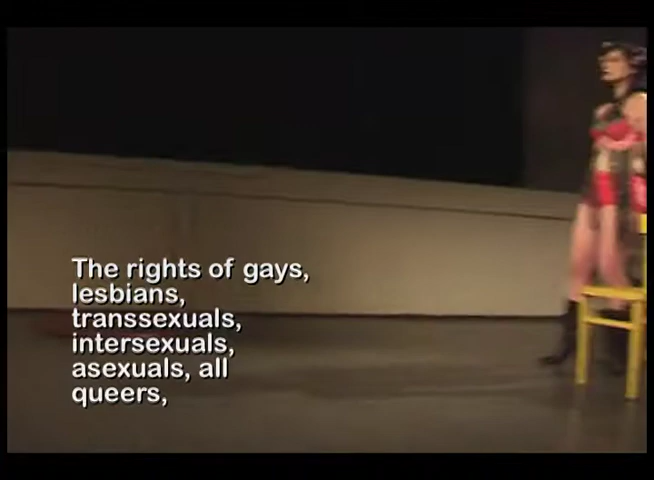 The rights of gays,
lesbians,
transsexuals,
intersexuals,
asexuals, all
queers,